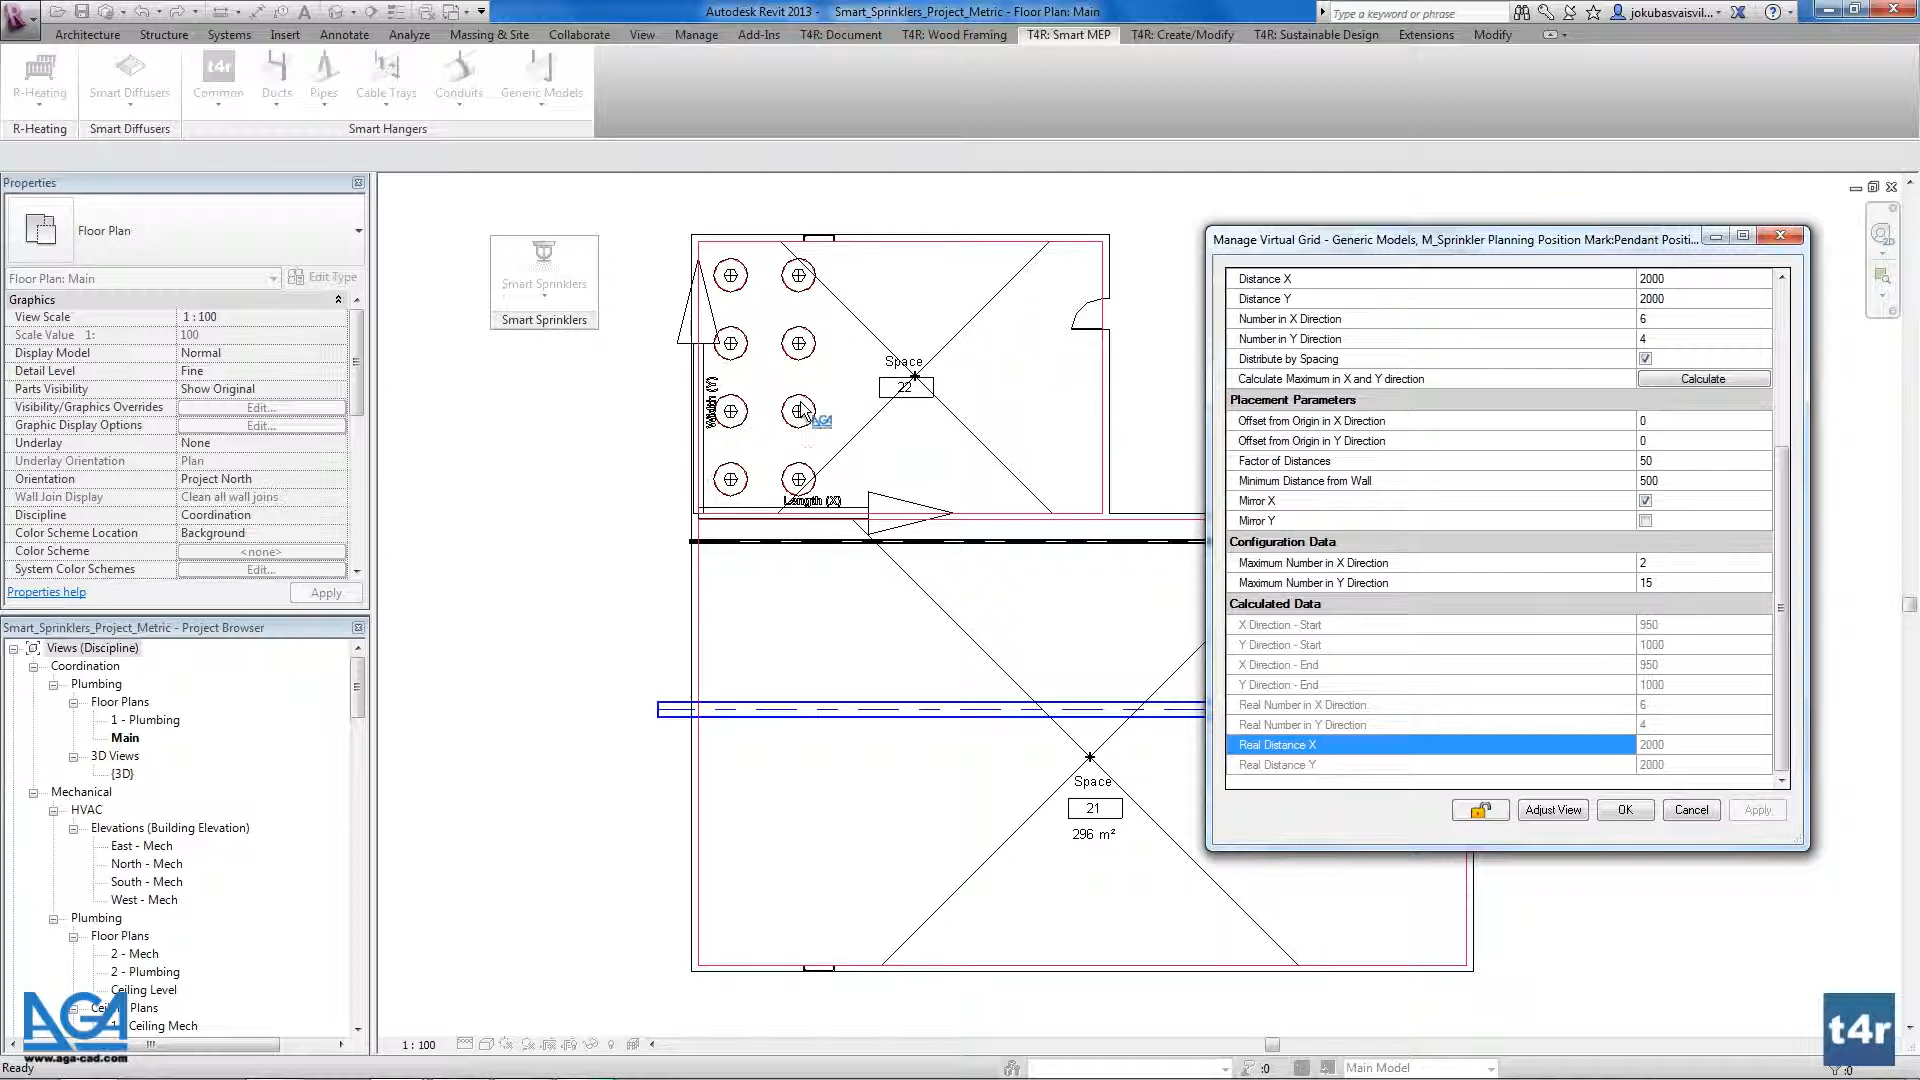 Autodesk Revit 2013 - Smart_Sprinklers_Project_Metric - Floor Plan: Main
Type a keyword or phrase
jokubasvaisvil...
Architecture Structure Systems Insert Annotate Analyze Massing & Site Collaborate View Manage Add-Ins T4R: Document T4R: Wood Framing T4R: Smart MEP T4R: Create/Modify T4R: Sustainable Design Extensions Modify
R-Heating Smart Diffusers t4r Common Ducts Pipes Cable Trays Conduits Generic Models
R-Heating Smart Diffusers Smart Hangers
Properties
Floor Plan
Floor Plan: Main Edit Type
Graphics
View Scale 1 : 100
Scale Value 1: 100
Display Model Normal
Detail Level Fine
Parts Visibility Show Original
Visibility/Graphics Overrides Edit...
Graphic Display Options Edit...
Underlay None
Underlay Orientation Plan
Orientation Project North
Wall Join Display Clean all wall joins
Discipline Coordination
Color Scheme Location Background
Color Scheme <none>
System Color Schemes Edit...
Properties help Apply
Smart_Sprinklers_Project_Metric - Project Browser
Views (Discipline)
Coordination
Plumbing
Floor Plans
1 - Plumbing
Main
3D Views
{3D}
Mechanical
HVAC
Elevations (Building Elevation)
East - Mech
North - Mech
South - Mech
West - Mech
Plumbing
Floor Plans
2 - Mech
2 - Plumbing
Ceiling Level
Plans
Ceiling Mech
AGA
www.aga-cad.com
Ready
Smart Sprinklers
Smart Sprinklers
Width (Y)
Length (X)
AGA
Space
22
Space
21
296 m²
Manage Virtual Grid - Generic Models, M_Sprinkler Planning Position Mark:Pendant Positi...
Distance X 2000
Distance Y 2000
Number in X Direction 6
Number in Y Direction 4
Distribute by Spacing
Calculate Maximum in X and Y direction Calculate
Placement Parameters
Offset from Origin in X Direction 0
Offset from Origin in Y Direction 0
Factor of Distances 50
Minimum Distance from Wall 500
Mirror X
Mirror Y
Configuration Data
Maximum Number in X Direction 2
Maximum Number in Y Direction 15
Calculated Data
X Direction - Start 950
Y Direction - Start 1000
X Direction - End 950
Y Direction - End 1000
Real Number in X Direction 6
Real Number in Y Direction 4
Real Distance X 2000
Real Distance Y 2000
Adjust View OK Cancel Apply
2D
1 : 100
:0
Main Model
:0
t4r